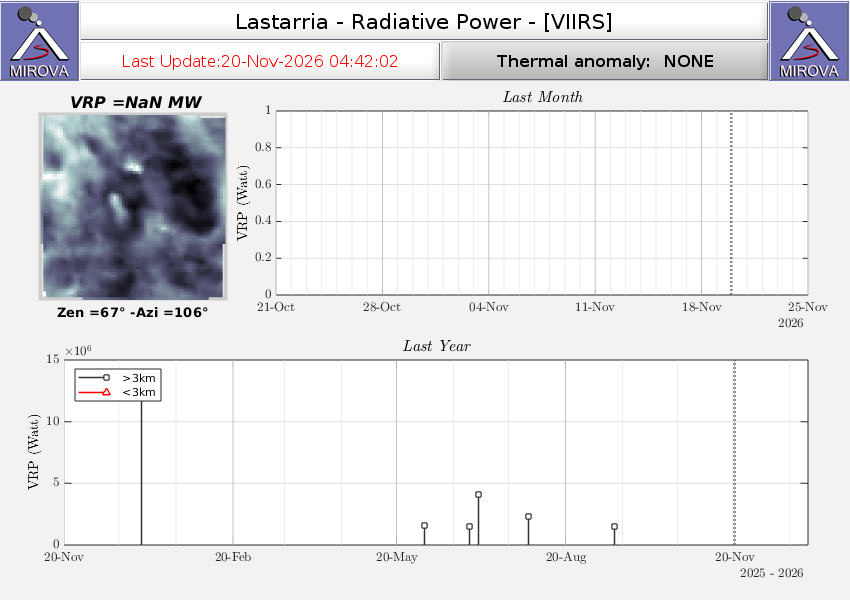 Lastarria - Radiative Power - [VIIRS]
MIROVA
MIROVA
Last Update:20-Nov-2026 04:42:02
Thermal anomaly: NONE
VRP =NaN MW
Zen =67° -Azi =106°
Last Month
VRP (Watt)
1
0.8
0.6
0.4
0.2
0
21-Oct 28-Oct 04-Nov 11-Nov 18-Nov 25-Nov
2026
Last Year
×10⁶
VRP (Watt)
15
10
5
0
>3km
<3km
20-Nov 20-Feb 20-May 20-Aug 20-Nov
2025 - 2026